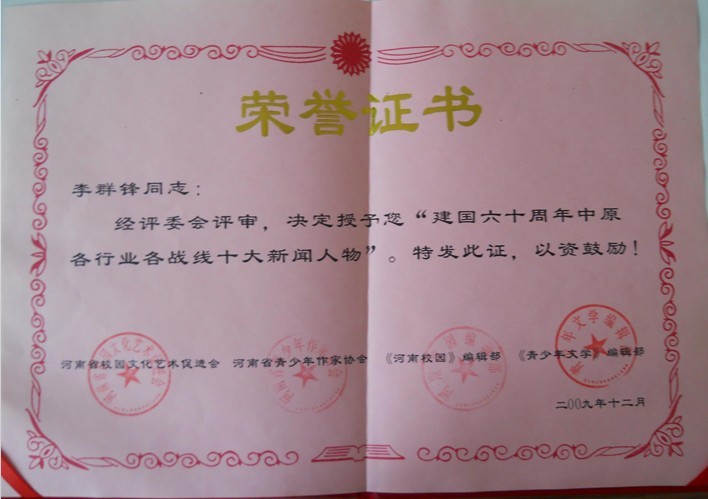 荣誉证书
李群锋同志：
经评委会评审，决定授予您“建国六十周年中原
各行业各战线十大新闻人物”。特发此证，以资鼓励！
河南省校园文化艺术促进会 河南省青少年作家协会 《河南校园》编辑部 《青少年文学》编辑部
二00九年十二月